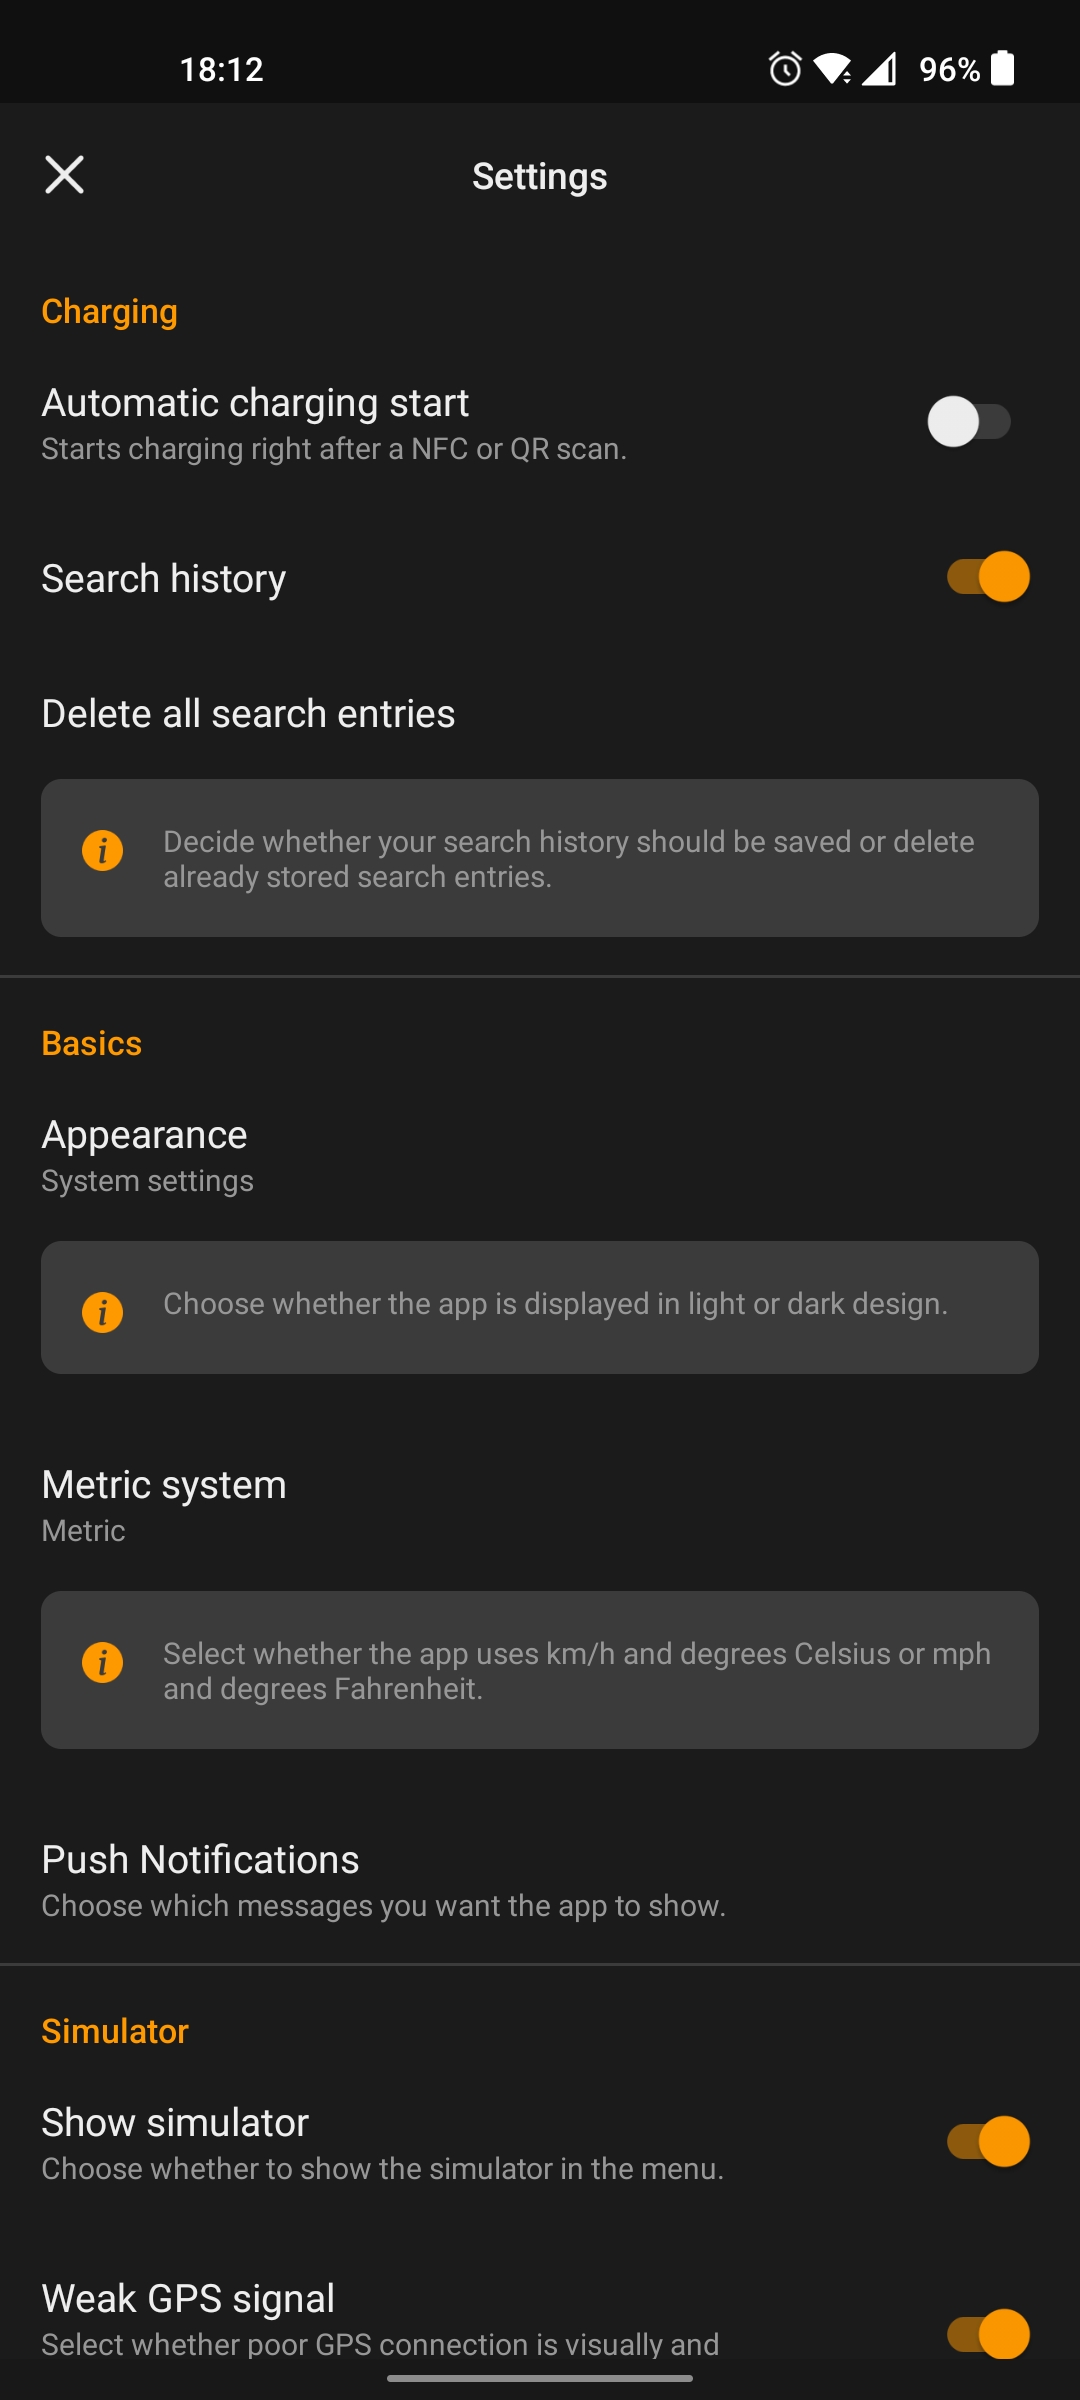 18:12
96%
Settings
Charging
Automatic charging start
Starts charging right after a NFC or QR scan.
Search history
Delete all search entries
Decide whether your search history should be saved or delete
already stored search entries.
Basics
Appearance
System settings
Choose whether the app is displayed in light or dark design.
Metric system
Metric
Select whether the app uses km/h and degrees Celsius or mph
and degrees Fahrenheit.
Push Notifications
Choose which messages you want the app to show.
Simulator
Show simulator
Choose whether to show the simulator in the menu.
Weak GPS signal
Select whether poor GPS connection is visually and